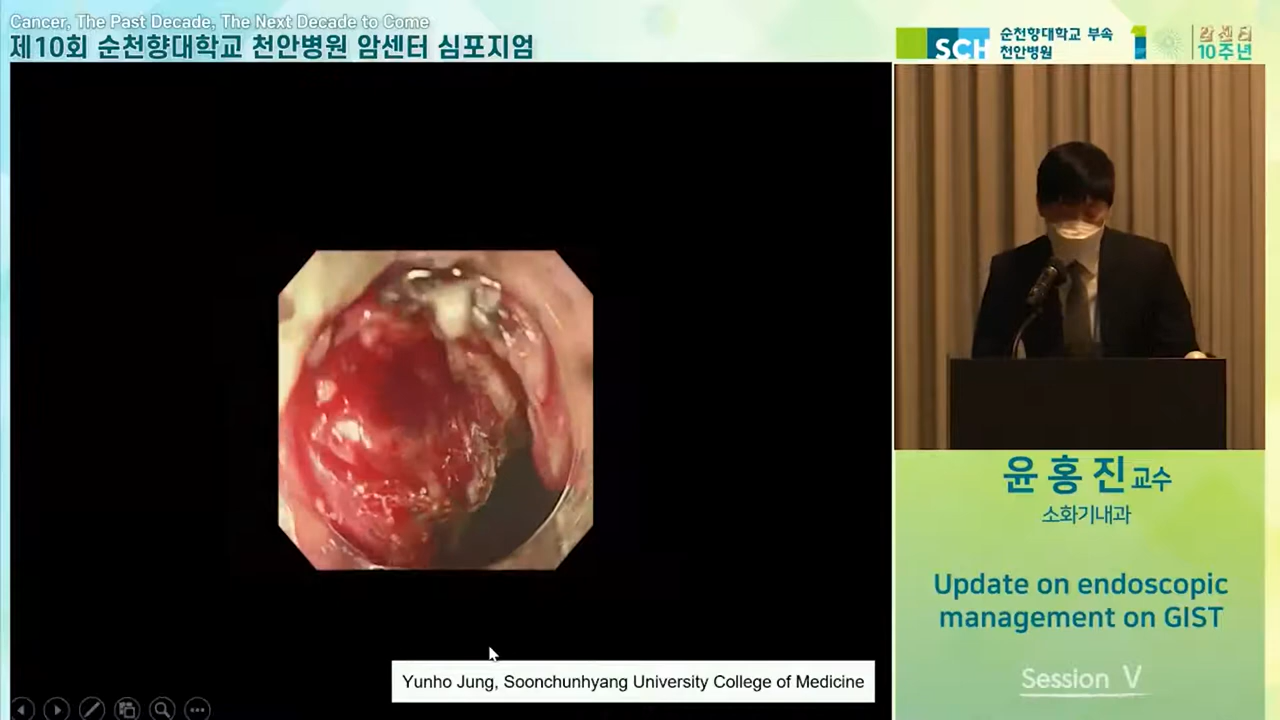 Cancer, The Past Decade, The Next Decade to Come
제10회 순천향대학교 천안병원 암센터 심포지엄
SCH
순천향대학교 부속
천안병원
1
암센터
10주년
윤홍진교수
소화기내과
Update on endoscopic
management on GIST
Session V
Yunho Jung, Soonchunhyang University College of Medicine